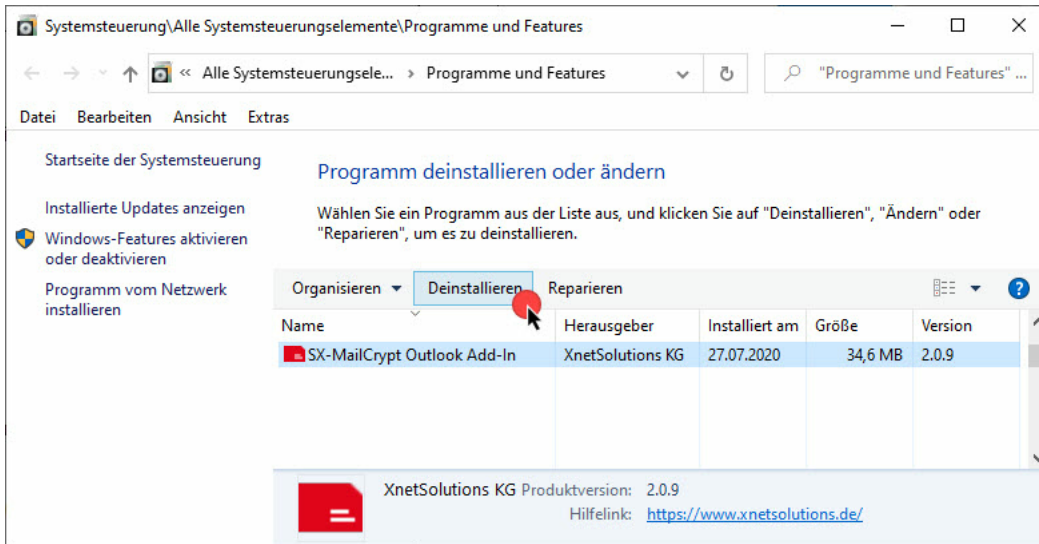 Systemsteuerung\Alle Systemsteuerungselemente\Programme und Features
« Alle Systemsteuerungsele... › Programme und Features
"Programme und Features" ...
Datei Bearbeiten Ansicht Extras
Startseite der Systemsteuerung
Installierte Updates anzeigen
Windows-Features aktivieren
oder deaktivieren
Programm vom Netzwerk
installieren
Programm deinstallieren oder ändern
Wählen Sie ein Programm aus der Liste aus, und klicken Sie auf "Deinstallieren", "Ändern" oder
"Reparieren", um es zu deinstallieren.
Organisieren Deinstallieren Reparieren
Name Herausgeber Installiert am Größe Version
SX-MailCrypt Outlook Add-In XnetSolutions KG 27.07.2020 34,6 MB 2.0.9
XnetSolutions KG Produktversion: 2.0.9
Hilfelink: https://www.xnetsolutions.de/